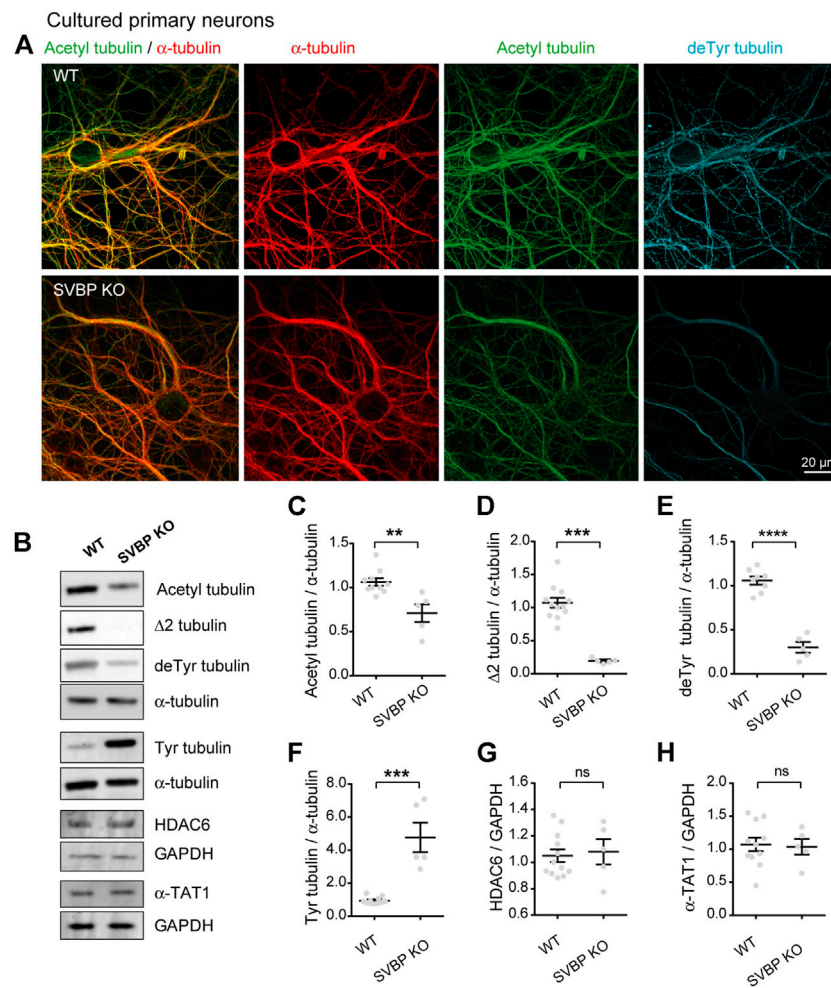 Cultured primary neurons
A
Acetyl tubulin / α-tubulin
α-tubulin
Acetyl tubulin
deTyr tubulin
WT
SVBP KO
20 µm
B
WT
SVBP KO
Acetyl tubulin
Δ2 tubulin
deTyr tubulin
α-tubulin
Tyr tubulin
α-tubulin
HDAC6
GAPDH
α-TAT1
GAPDH
C
Acetyl tubulin / α-tubulin
1.5
1.0
0.5
0.0
**
WT
SVBP KO
D
Δ2 tubulin / α-tubulin
2.0
1.5
1.0
0.5
0.0
***
WT
SVBP KO
E
deTyr tubulin / α-tubulin
1.5
1.0
0.5
0.0
****
WT
SVBP KO
F
Tyr tubulin / α-tubulin
8.0
6.0
4.0
2.0
0.0
***
WT
SVBP KO
G
HDAC6 / GAPDH
1.6
1.4
1.2
1.0
0.8
0.6
ns
WT
SVBP KO
H
α-TAT1 / GAPDH
2.0
1.5
1.0
0.5
0.0
ns
WT
SVBP KO